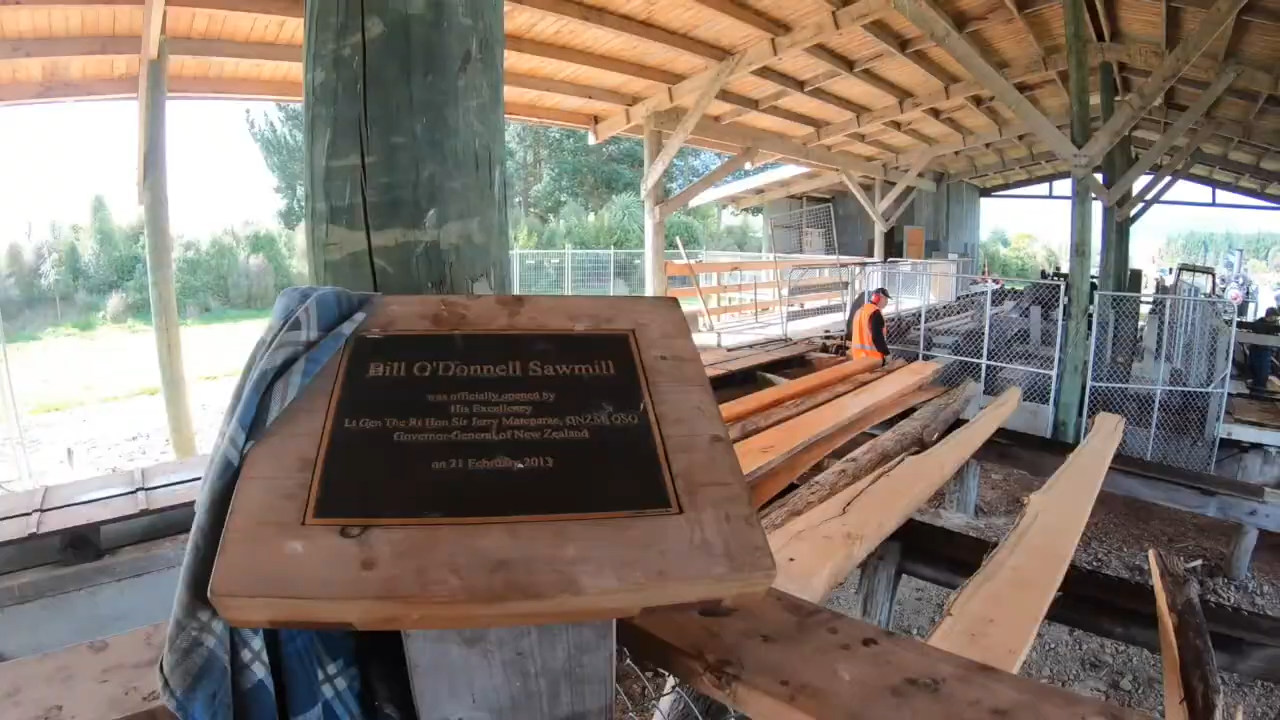 Bill O'Donnell Sawmill
was officially opened by
His Excellency
Lt Gen The Rt Hon Sir Jerry Mateparae, GNZM, QSO
Governor-General of New Zealand
on 21 February 2013